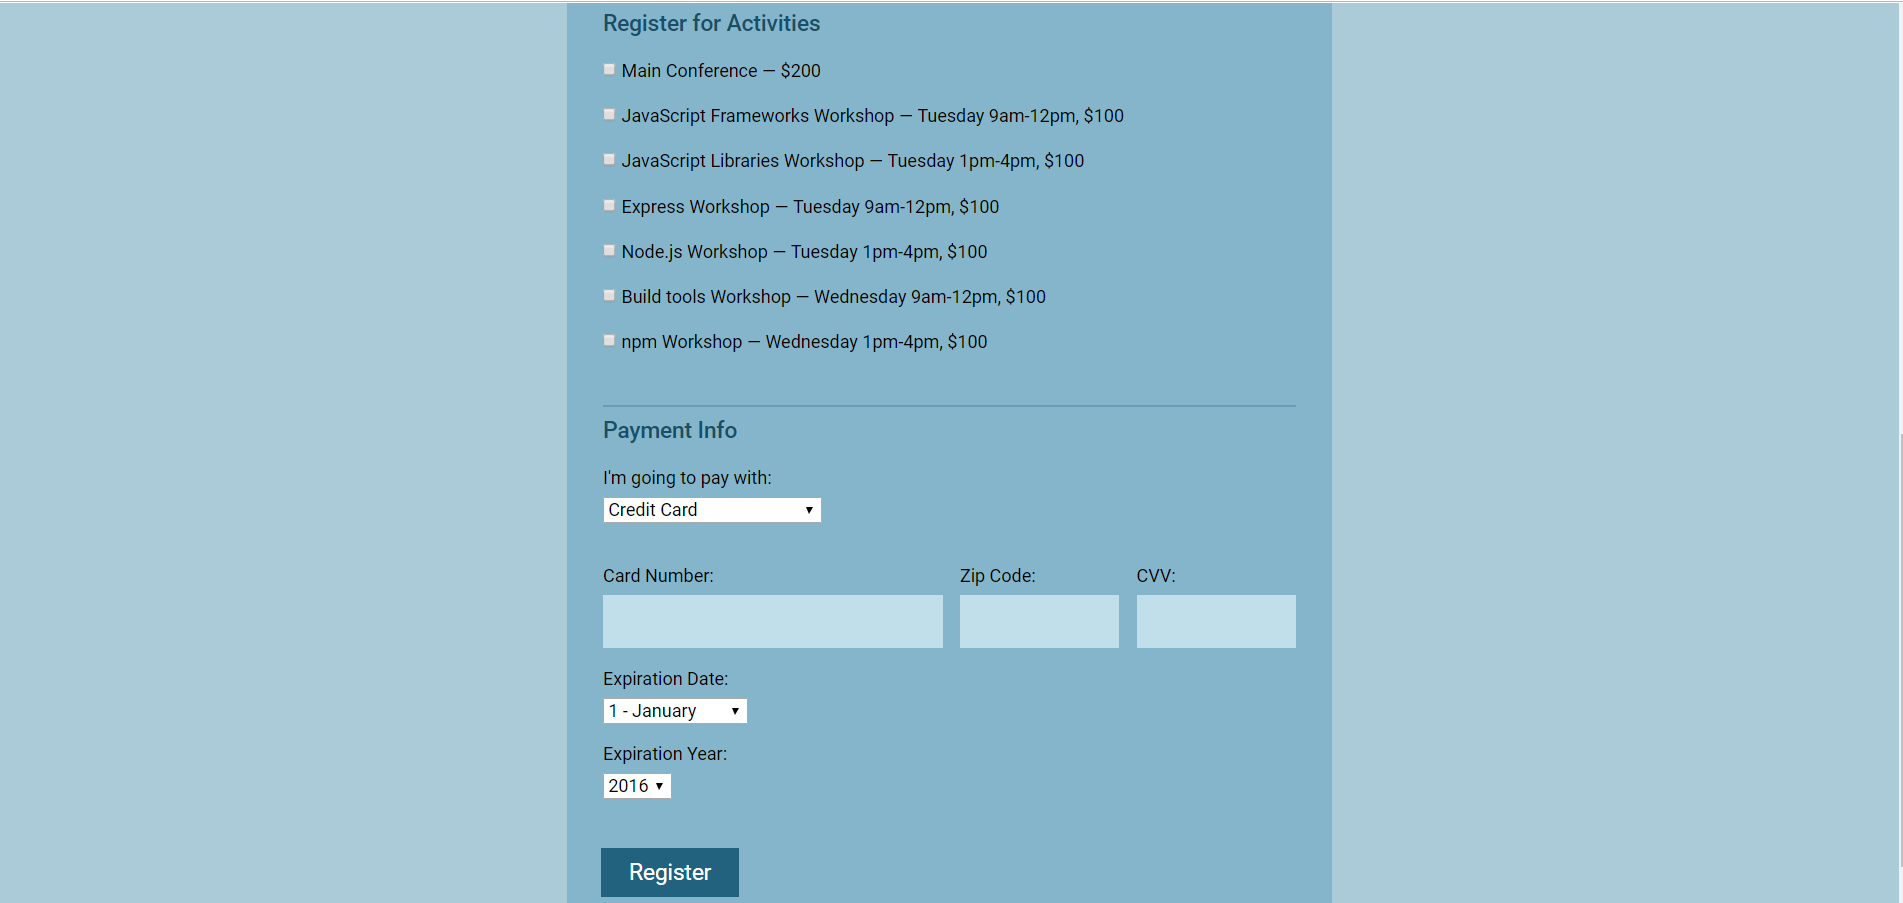 Register for Activities
Main Conference — $200
JavaScript Frameworks Workshop — Tuesday 9am-12pm, $100
JavaScript Libraries Workshop — Tuesday 1pm-4pm, $100
Express Workshop — Tuesday 9am-12pm, $100
Node.js Workshop — Tuesday 1pm-4pm, $100
Build tools Workshop — Wednesday 9am-12pm, $100
npm Workshop — Wednesday 1pm-4pm, $100
Payment Info
I'm going to pay with:
Credit Card
Card Number: Zip Code: CVV:
Expiration Date:
1 - January
Expiration Year:
2016
Register